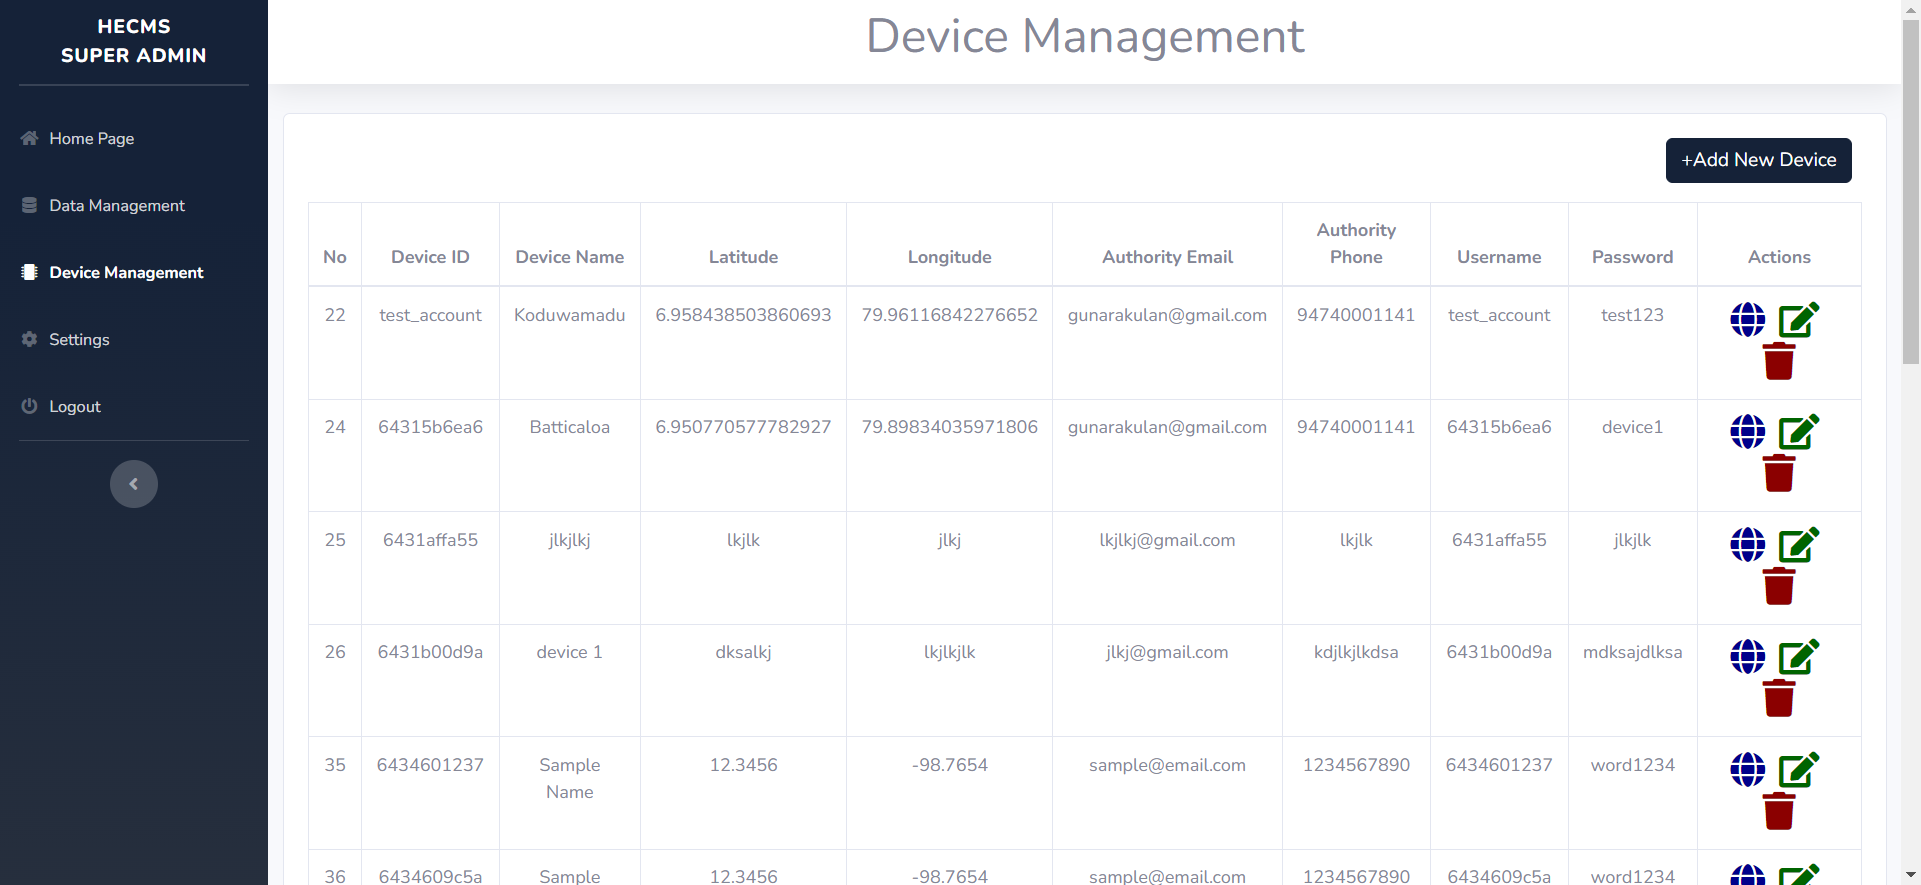 HECMS
SUPER ADMIN
Home Page
Data Management
Device Management
Settings
Logout
Device Management
+Add New Device
No Device ID Device Name Latitude Longitude Authority Email Authority Phone Username Password Actions
22 test_account Koduwamadu 6.958438503860693 79.96116842276652 gunarakulan@gmail.com 94740001141 test_account test123
24 64315b6ea6 Batticaloa 6.950770577782927 79.89834035971806 gunarakulan@gmail.com 94740001141 64315b6ea6 device1
25 6431affa55 jlkjlkj lkjlk jlkj lkjlkj@gmail.com lkjlk 6431affa55 jlkjlk
26 6431b00d9a device 1 dksalkj lkjlkjlk jlkj@gmail.com kdjlkjlkdsa 6431b00d9a mdksajdlksa
35 6434601237 Sample Name 12.3456 -98.7654 sample@email.com 1234567890 6434601237 word1234
36 6434609c5a Sample 12.3456 -98.7654 sample@email.com 1234567890 6434609c5a word1234